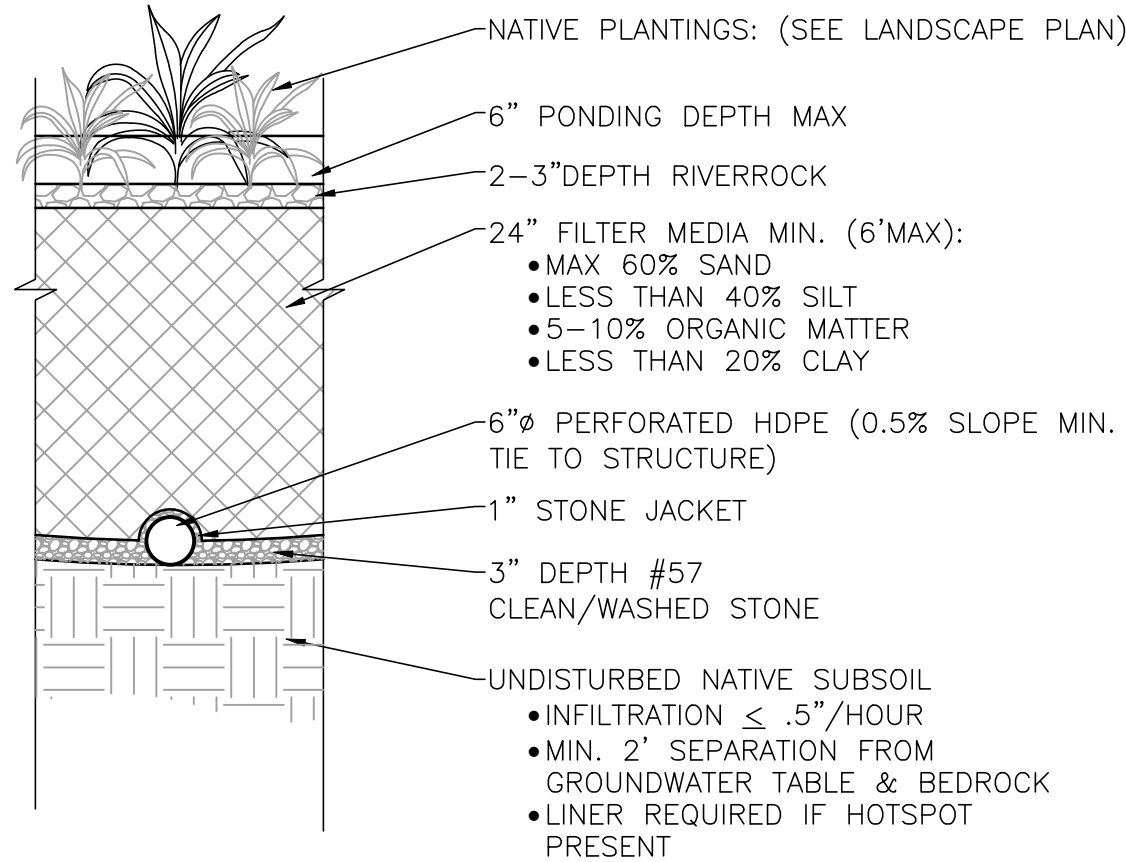 NATIVE PLANTINGS: (SEE LANDSCAPE PLAN)
6” PONDING DEPTH MAX
2–3”DEPTH RIVERROCK
24” FILTER MEDIA MIN. (6’MAX):
•MAX 60% SAND
•LESS THAN 40% SILT
•5–10% ORGANIC MATTER
•LESS THAN 20% CLAY
6”ø PERFORATED HDPE (0.5% SLOPE MIN.
TIE TO STRUCTURE)
1” STONE JACKET
3” DEPTH #57
CLEAN/WASHED STONE
UNDISTURBED NATIVE SUBSOIL
•INFILTRATION ≤ .5”/HOUR
•MIN. 2’ SEPARATION FROM
GROUNDWATER TABLE & BEDROCK
•LINER REQUIRED IF HOTSPOT
PRESENT